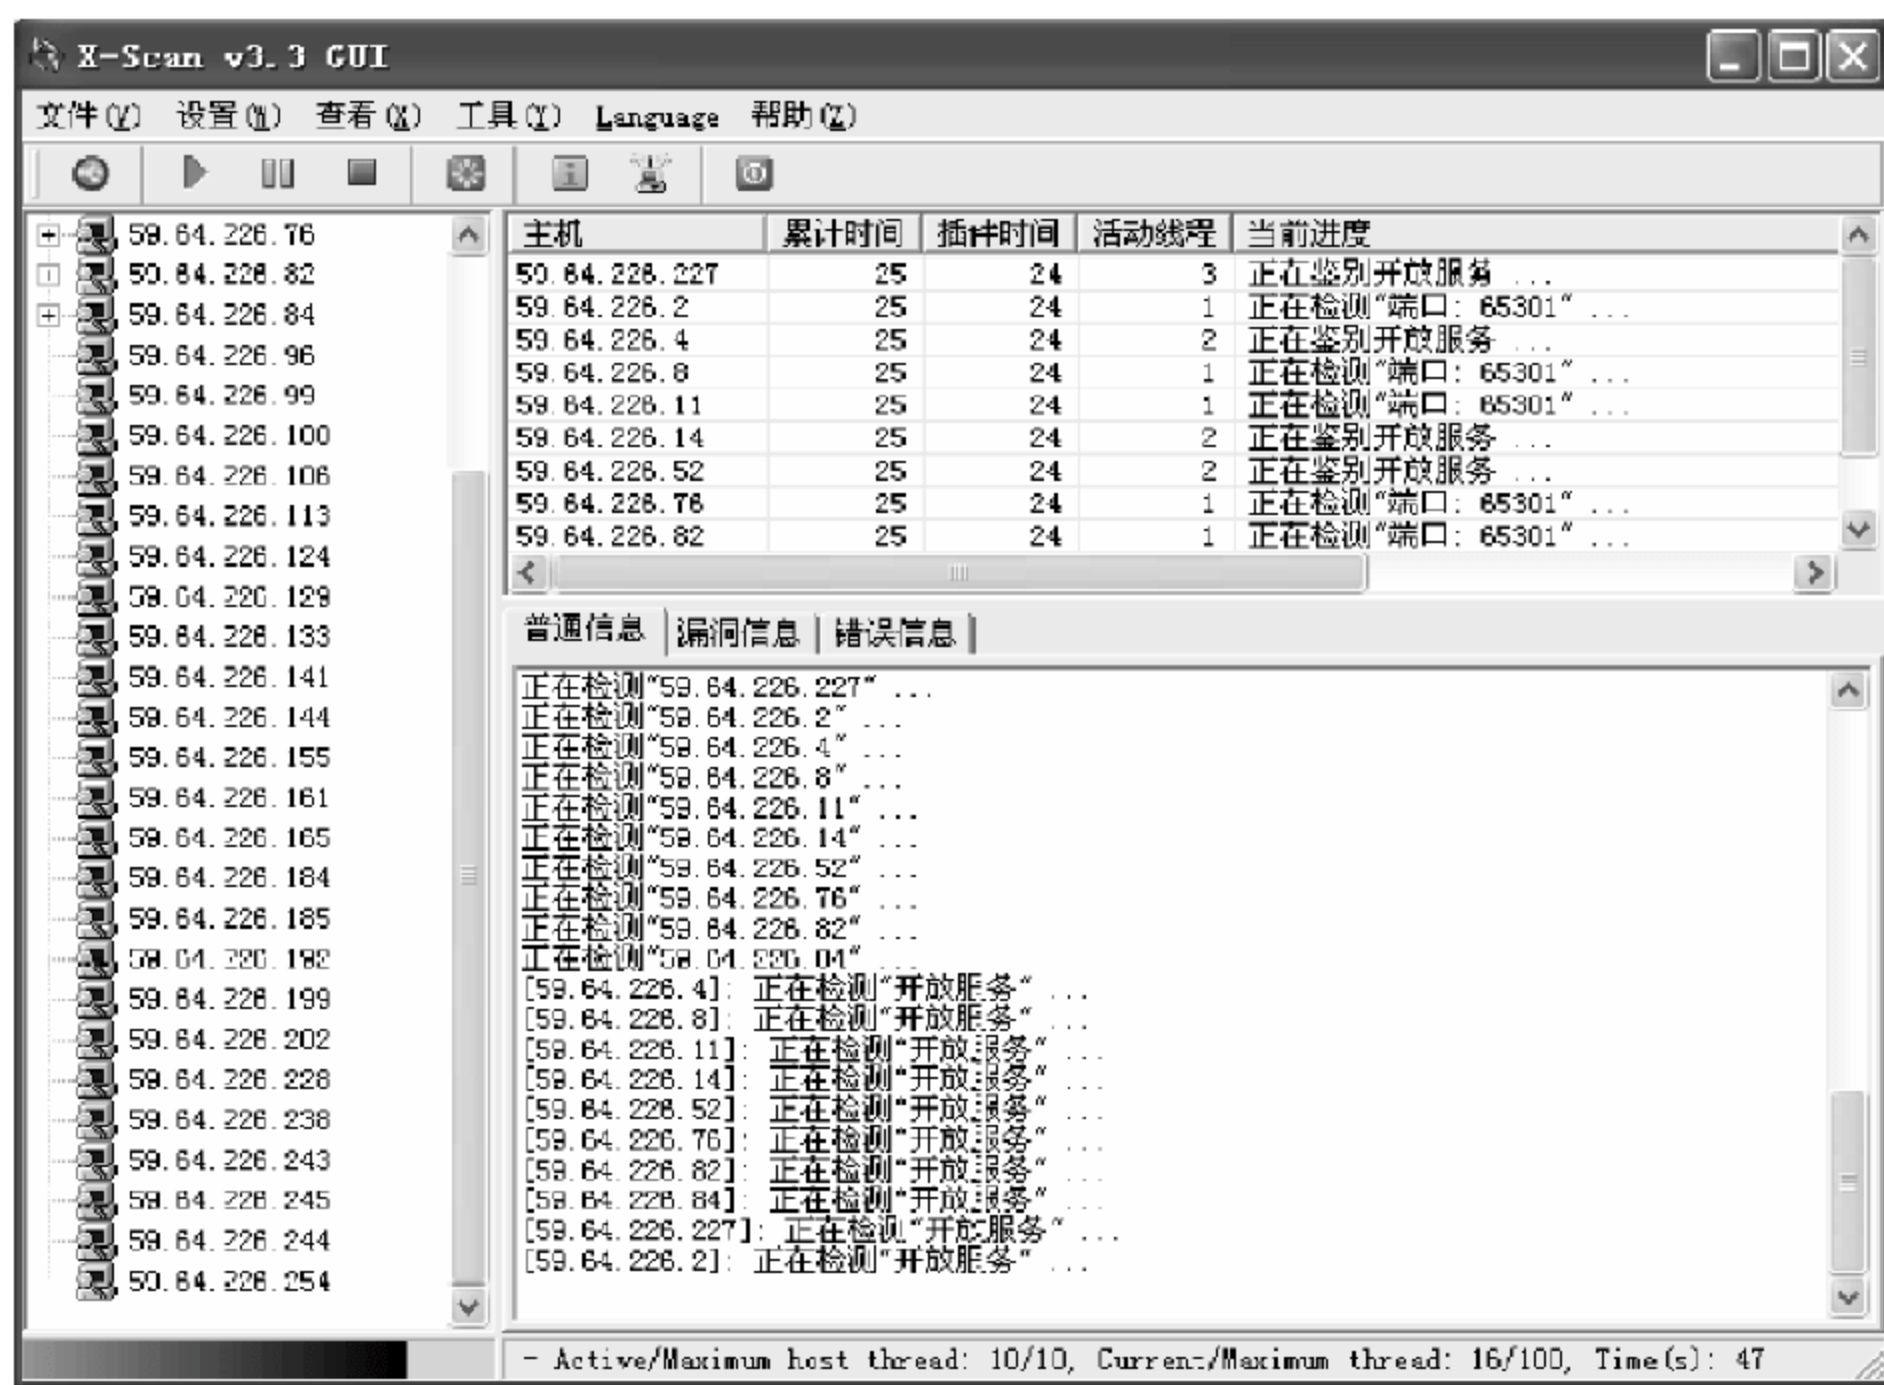 X-Scan v3.3 GUI
文件(V) 设置(W) 查看(X) 工具(Y) Language 帮助(Z)
59.64.226.76
59.64.226.82
59.64.226.84
59.64.226.96
59.64.226.99
59.64.226.100
59.64.226.106
59.64.226.113
59.64.226.124
59.64.226.129
59.64.226.133
59.64.226.141
59.64.226.144
59.64.226.155
59.64.226.161
59.64.226.165
59.64.226.184
59.64.226.185
59.64.226.192
59.64.226.199
59.64.226.202
59.64.226.228
59.64.226.238
59.64.226.243
59.64.226.245
59.64.226.244
59.64.226.254
主机 累计时间 插件时间 活动线程 当前进度
59.64.226.227 25 24 3 正在鉴别开放服务 ...
59.64.226.2 25 24 1 正在检测"端口: 65301" ...
59.64.226.4 25 24 2 正在鉴别开放服务 ...
59.64.226.8 25 24 1 正在检测"端口: 65301" ...
59.64.226.11 25 24 1 正在检测"端口: 65301" ...
59.64.226.14 25 24 2 正在鉴别开放服务 ...
59.64.226.52 25 24 2 正在鉴别开放服务 ...
59.64.226.76 25 24 1 正在检测"端口: 65301" ...
59.64.226.82 25 24 1 正在检测"端口: 65301" ...
普通信息 漏洞信息 错误信息
正在检测"59.64.226.227" ...
正在检测"59.64.226.2" ...
正在检测"59.64.226.4" ...
正在检测"59.64.226.8" ...
正在检测"59.64.226.11" ...
正在检测"59.64.226.14" ...
正在检测"59.64.226.52" ...
正在检测"59.64.226.76" ...
正在检测"59.64.226.82" ...
正在检测"59.64.226.84" ...
[59.64.226.4]: 正在检测"开放服务" ...
[59.64.226.8]: 正在检测"开放服务" ...
[59.64.226.11]: 正在检测"开放服务" ...
[59.64.226.14]: 正在检测"开放服务" ...
[59.64.226.52]: 正在检测"开放服务" ...
[59.64.226.76]: 正在检测"开放服务" ...
[59.64.226.82]: 正在检测"开放服务" ...
[59.64.226.84]: 正在检测"开放服务" ...
[59.64.226.227]: 正在检测"开放服务" ...
[59.64.226.2]: 正在检测"开放服务" ...
- Active/Maximum host thread: 10/10, Current/Maximum thread: 16/100, Time(s): 47